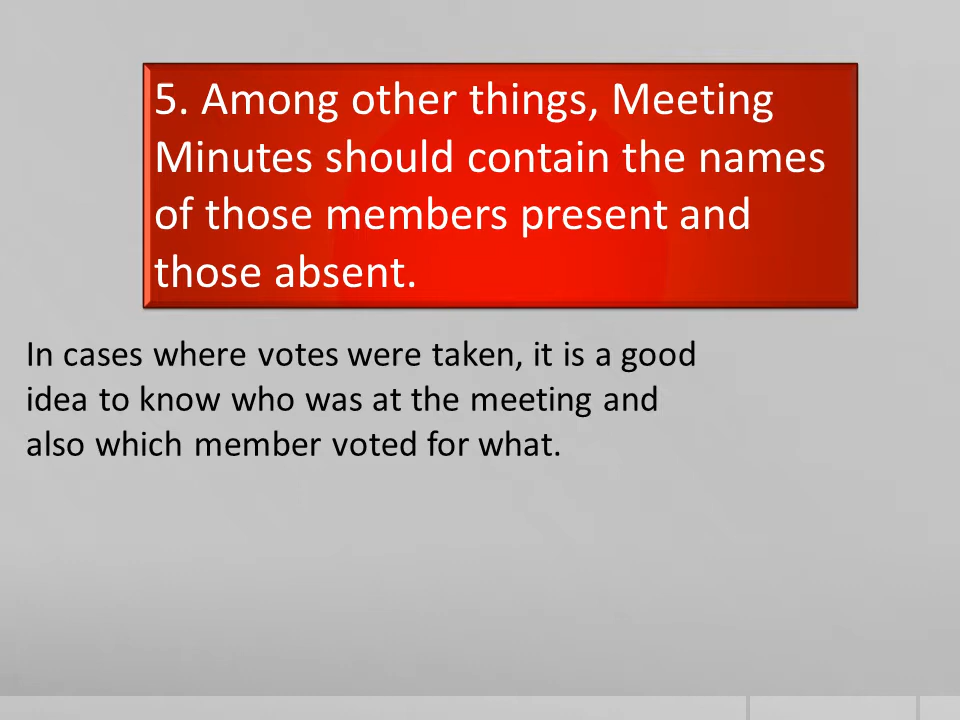 5. Among other things, Meeting
Minutes should contain the names
of those members present and
those absent.
In cases where votes were taken, it is a good
idea to know who was at the meeting and
also which member voted for what.